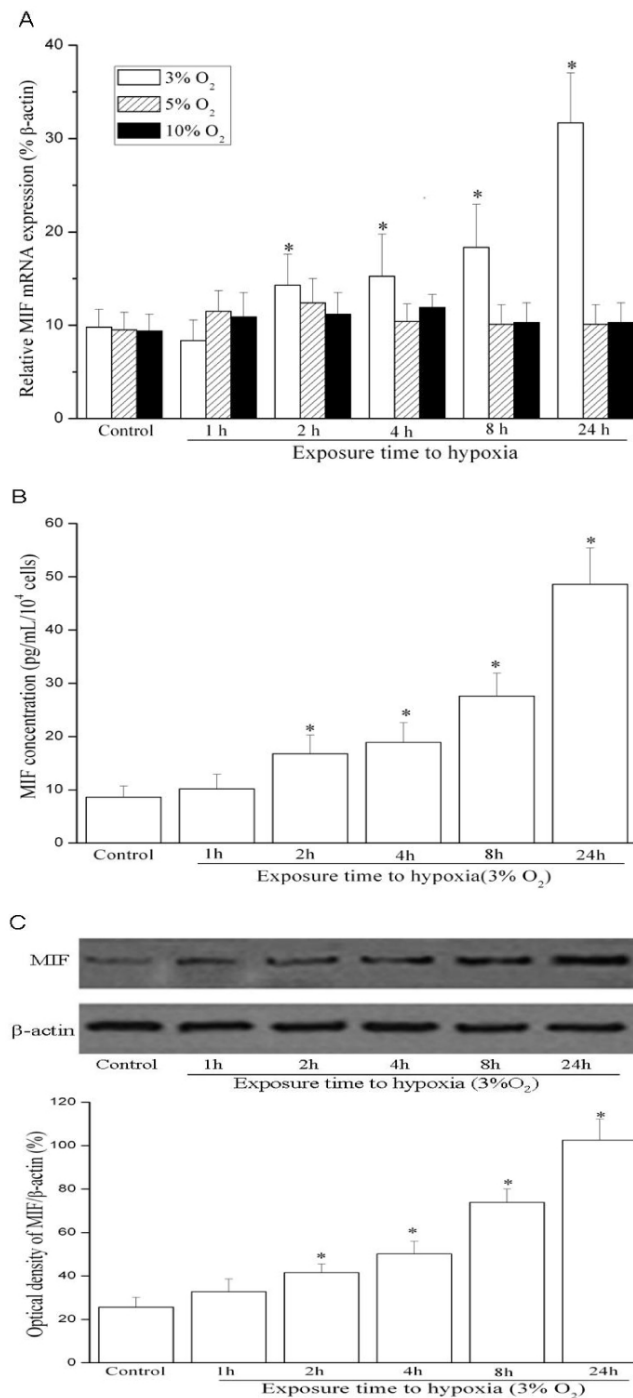 A
Relative MIF mRNA expression (% β-actin)
40
30
20
10
0
3% O₂
5% O₂
10% O₂
*
*
*
*
Control
1 h
2 h
4 h
8 h
24 h
Exposure time to hypoxia
B
MIF concentration (pg/mL/10⁴ cells)
60
50
40
30
20
10
0
*
*
*
*
Control
1h
2h
4h
8h
24h
Exposure time to hypoxia(3% O₂)
C
MIF
β-actin
Control
1h
2h
4h
8h
24h
Exposure time to hypoxia (3%O₂)
Optical density of MIF/β-actin (%)
120
100
80
60
40
20
0
*
*
*
*
Control
1h
2h
4h
8h
24h
Exposure time to hypoxia (3% O₂)